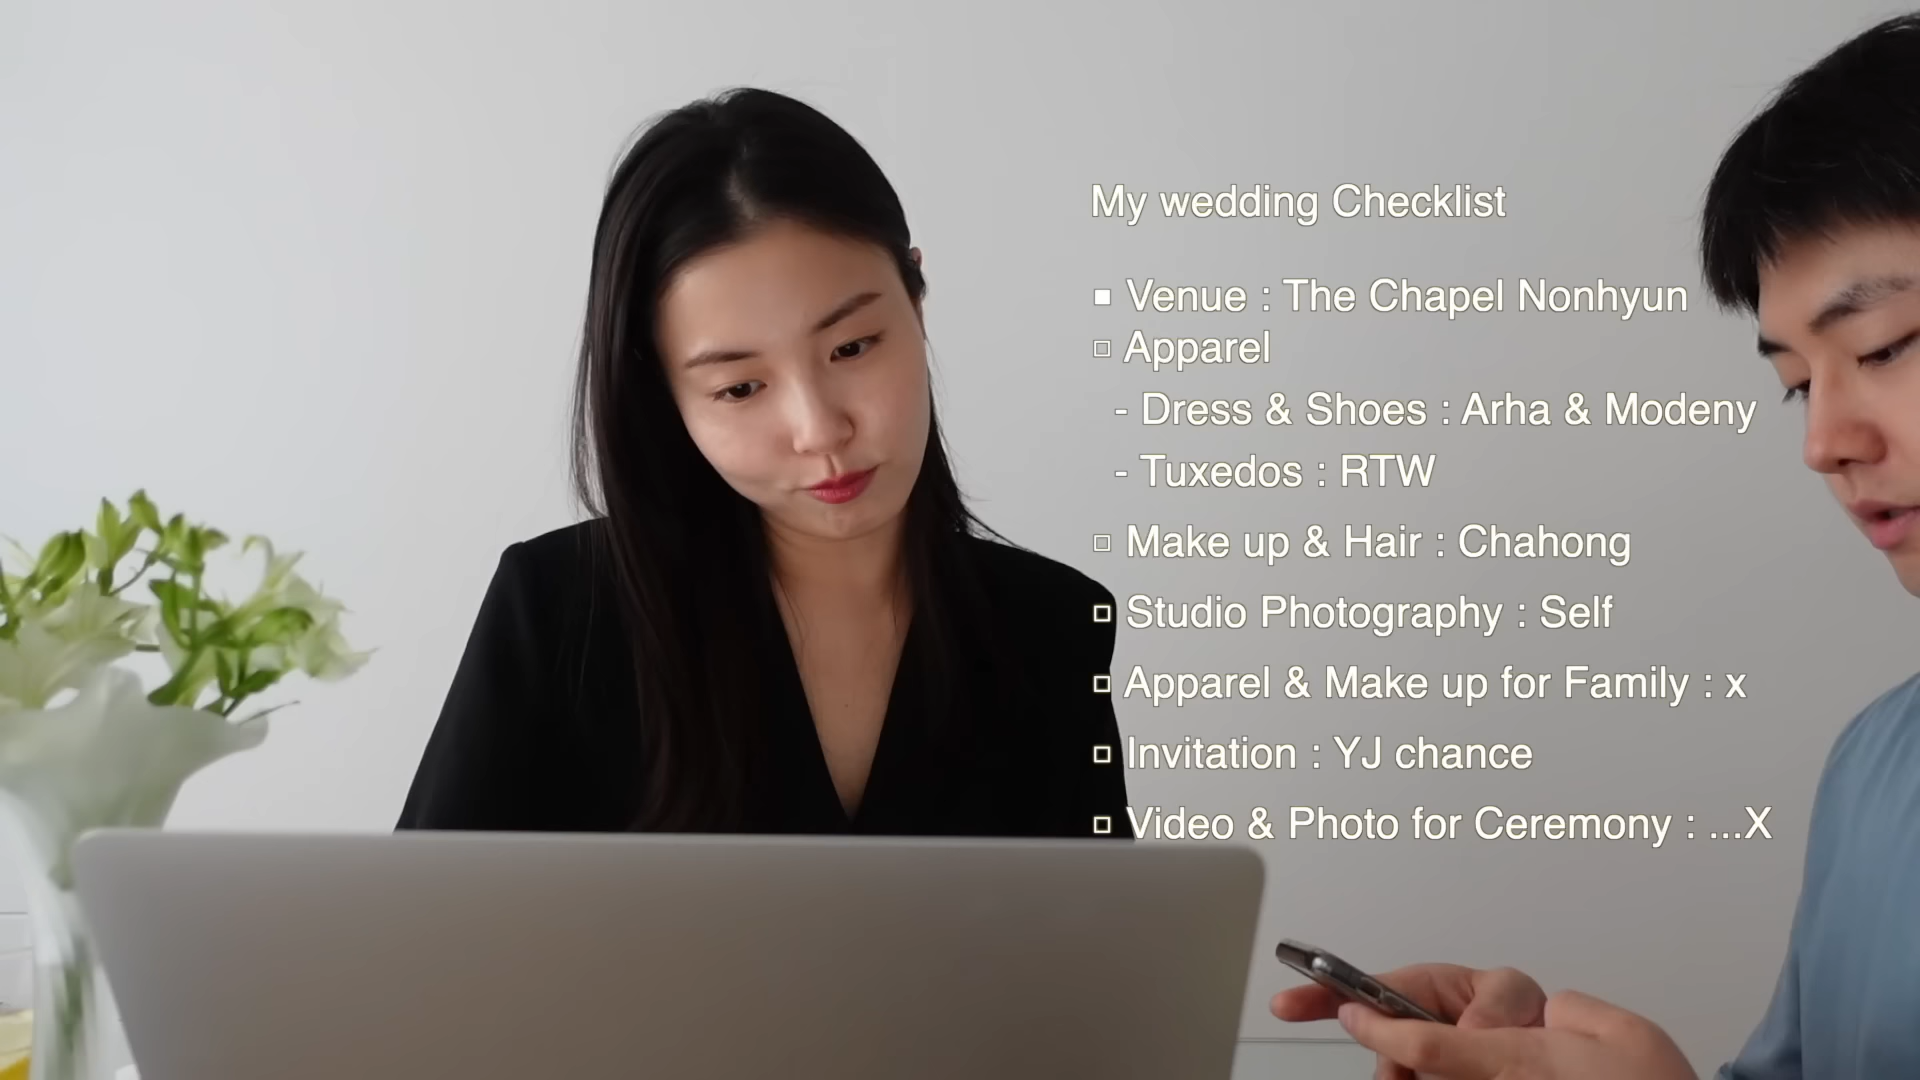 My wedding Checklist
▪ Venue : The Chapel Nonhyun
▫ Apparel
- Dress & Shoes : Arha & Modeny
- Tuxedos : RTW
▫ Make up & Hair : Chahong
▫ Studio Photography : Self
▫ Apparel & Make up for Family : x
▫ Invitation : YJ chance
▫ Video & Photo for Ceremony : ...X